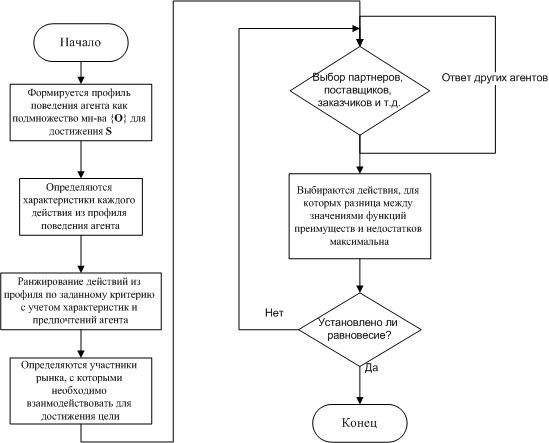 Начало
Формируется профиль
поведения агента как
подмножество мн-ва {O} для
достижения S
Определяются
характеристики каждого
действия из профиля
поведения агента
Ранжирование действий из
профиля по заданному критерию
с учетом характеристик и
предпочтений агента
Определяются участники
рынка, с которыми
необходимо
взаимодействовать для
достижения цели
Выбор партнеров,
поставщиков,
заказчиков и т.д.
Ответ других агентов
Выбираются действия, для
которых разница между
значениями функций
преимуществ и недостатков
максимальна
Нет
Установлено ли
равновесие?
Да
Конец